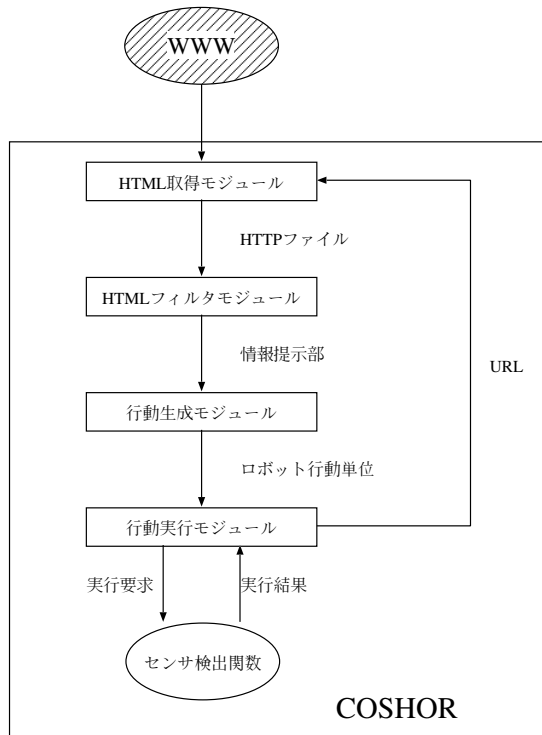 WWW
HTML取得モジュール
HTTPファイル
HTMLフィルタモジュール
情報提示部
URL
行動生成モジュール
ロボット行動単位
行動実行モジュール
実行要求
実行結果
センサ検出関数
COSHOR